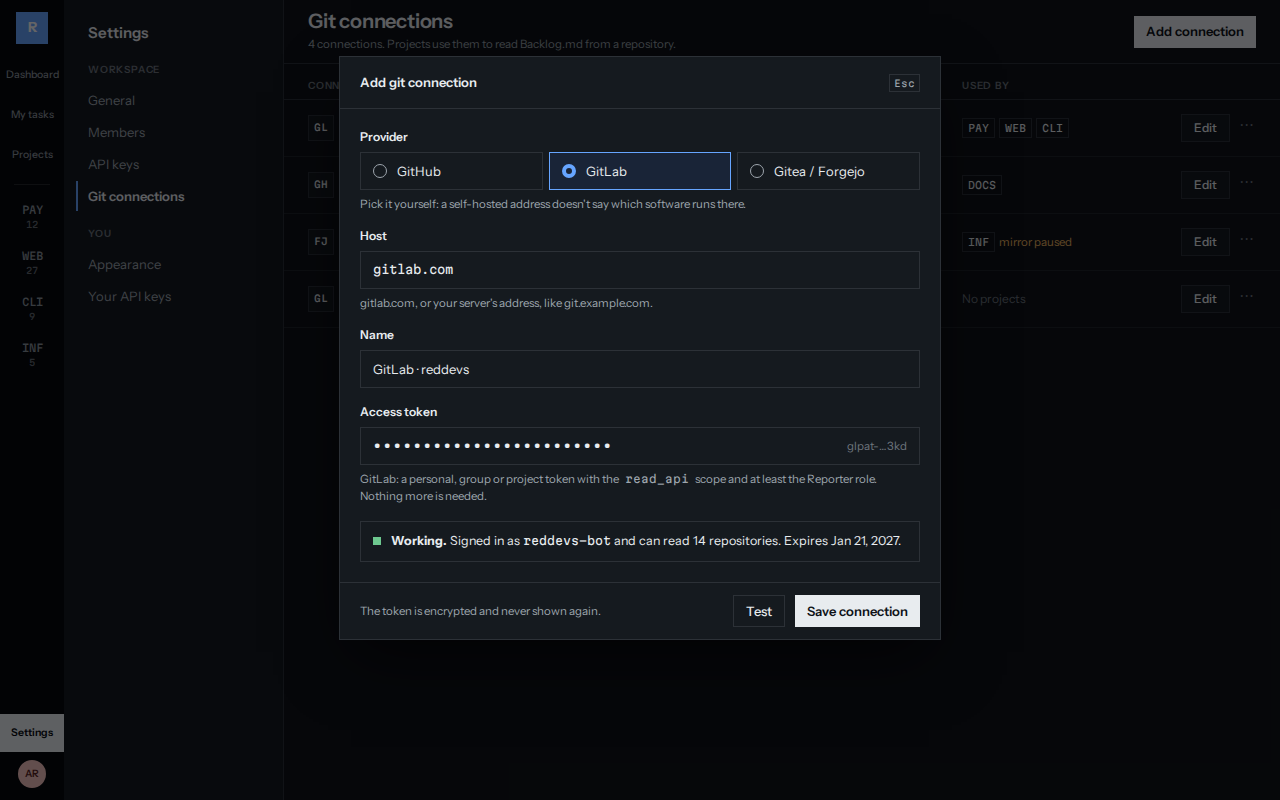 R
Dashboard
My tasks
Projects
PAY
12
WEB
27
CLI
9
INF
5
Settings
AR
Settings
WORKSPACE
General
Members
API keys
Git connections
YOU
Appearance
Your API keys
Git connections
4 connections. Projects use them to read Backlog.md from a repository.
Add connection
CONN
USED BY
GL
PAY WEB CLI
Edit
GH
DOCS
Edit
FJ
INF mirror paused
Edit
GL
No projects
Edit
Add git connection
Esc
Provider
GitHub
GitLab
Gitea / Forgejo
Pick it yourself: a self-hosted address doesn't say which software runs there.
Host
gitlab.com
gitlab.com, or your server's address, like git.example.com.
Name
GitLab · reddevs
Access token
glpat-…3kd
GitLab: a personal, group or project token with the read_api scope and at least the Reporter role.
Nothing more is needed.
Working. Signed in as reddevs-bot and can read 14 repositories. Expires Jan 21, 2027.
The token is encrypted and never shown again.
Test
Save connection